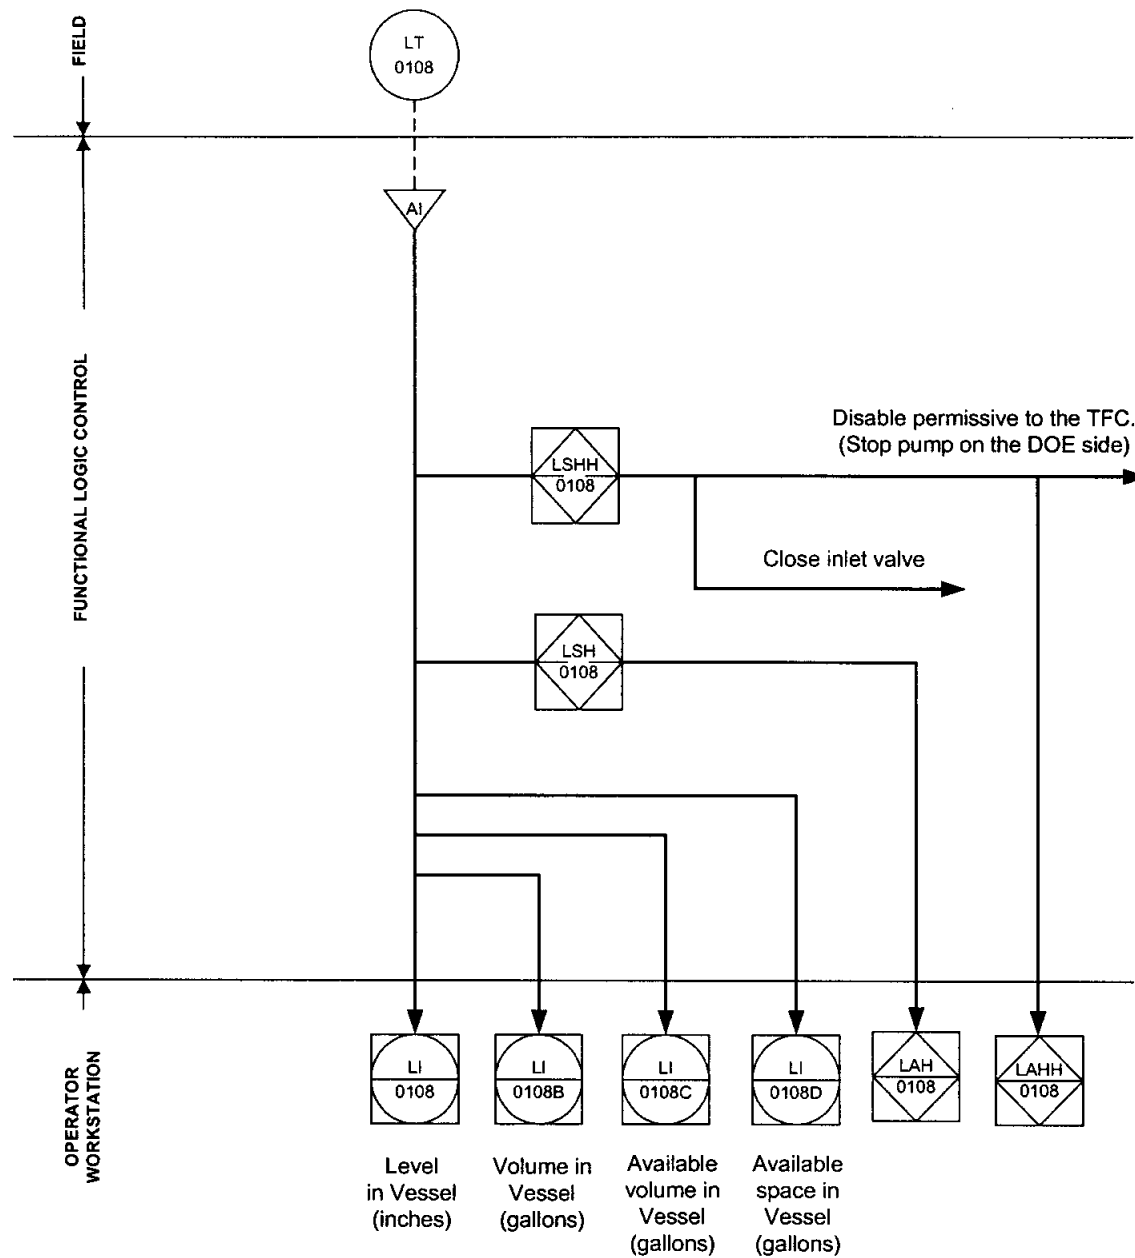 FIELD
LT
0108
AI
FUNCTIONAL LOGIC CONTROL
Disable permissive to the TFC.
(Stop pump on the DOE side)
LSHH
0108
Close inlet valve
LSH
0108
OPERATOR
WORKSTATION
LI
0108
LI
0108B
LI
0108C
LI
0108D
LAH
0108
LAHH
0108
Level
in Vessel
(inches)
Volume in
Vessel
(gallons)
Available
volume in
Vessel
(gallons)
Available
space in
Vessel
(gallons)